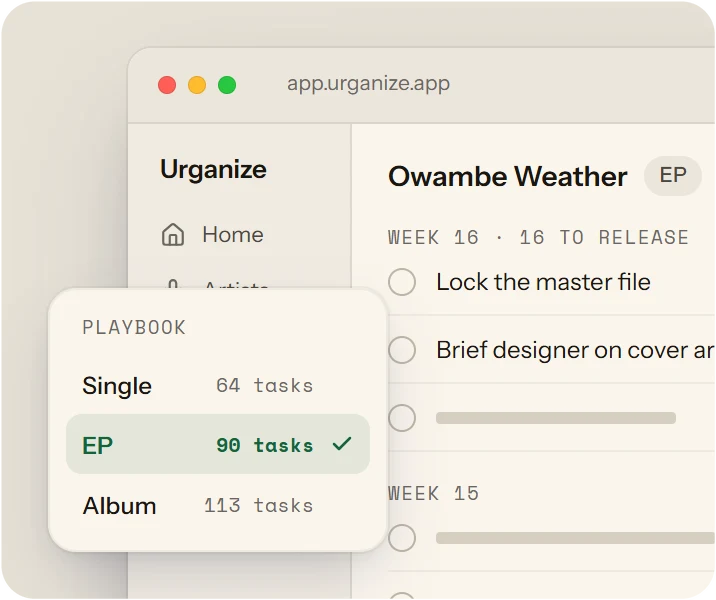 app.urganize.app
Urganize
Owambe Weather EP
Home
WEEK 16 · 16 TO RELEASE
Artists
Lock the master file
PLAYBOOK
Single 64 tasks
EP 90 tasks
Album 113 tasks
Brief designer on cover ar
WEEK 15